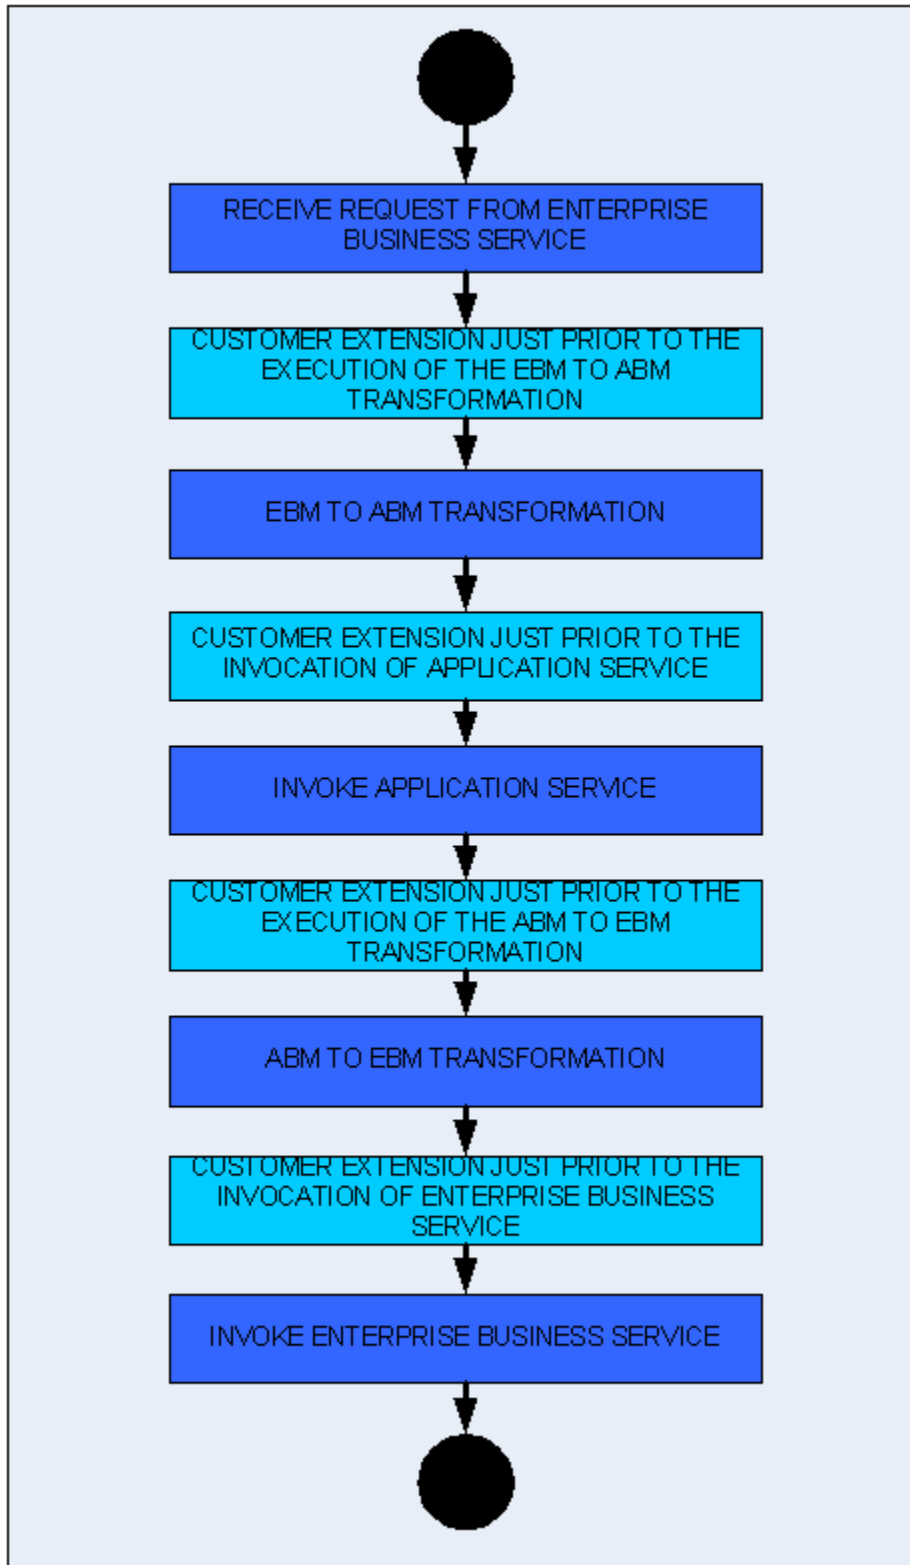 RECEIVE REQUEST FROM ENTERPRISE
BUSINESS SERVICE
CUSTOMER EXTENSION JUST PRIOR TO THE
EXECUTION OF THE EBM TO ABM
TRANSFORMATION
EBM TO ABM TRANSFORMATION
CUSTOMER EXTENSION JUST PRIOR TO THE
INVOCATION OF APPLICATION SERVICE
INVOKE APPLICATION SERVICE
CUSTOMER EXTENSION JUST PRIOR TO THE
EXECUTION OF THE ABM TO EBM
TRANSFORMATION
ABM TO EBM TRANSFORMATION
CUSTOMER EXTENSION JUST PRIOR TO THE
INVOCATION OF ENTERPRISE BUSINESS
SERVICE
INVOKE ENTERPRISE BUSINESS SERVICE